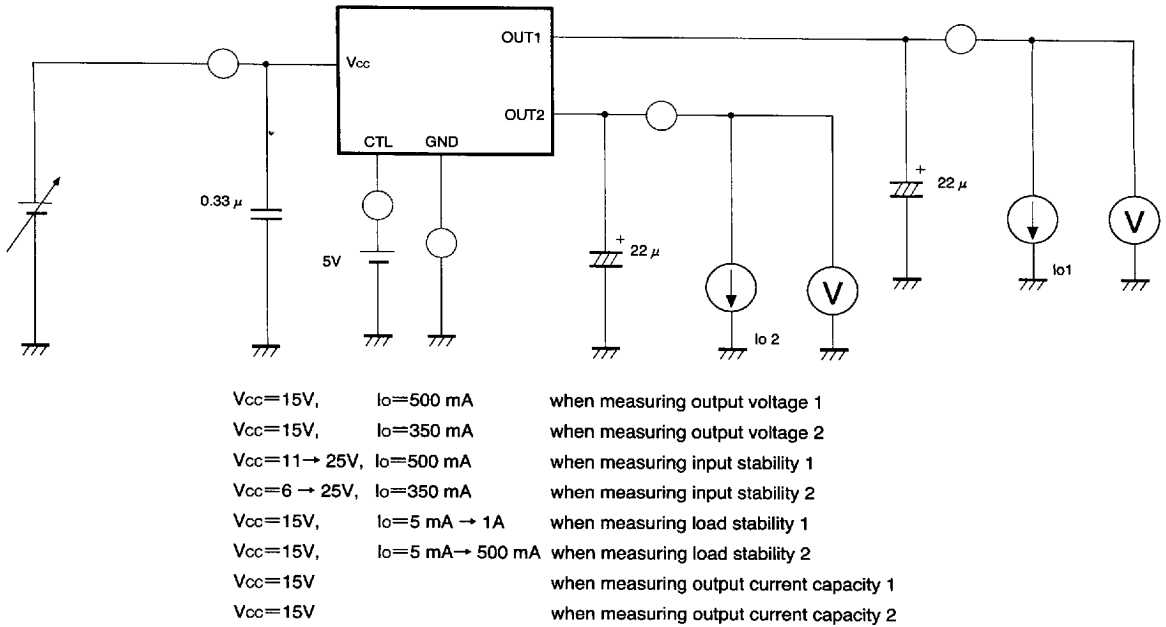 OUT1
Vcc
OUT2
CTL GND
0.33 μ
5V
+
22 μ
Io 2
V
+
22 μ
Io1
V
Vcc=15V, Io=500 mA when measuring output voltage 1
Vcc=15V, Io=350 mA when measuring output voltage 2
Vcc=11→ 25V, Io=500 mA when measuring input stability 1
Vcc=6 → 25V, Io=350 mA when measuring input stability 2
Vcc=15V, Io=5 mA → 1A when measuring load stability 1
Vcc=15V, Io=5 mA→ 500 mA when measuring load stability 2
Vcc=15V when measuring output current capacity 1
Vcc=15V when measuring output current capacity 2